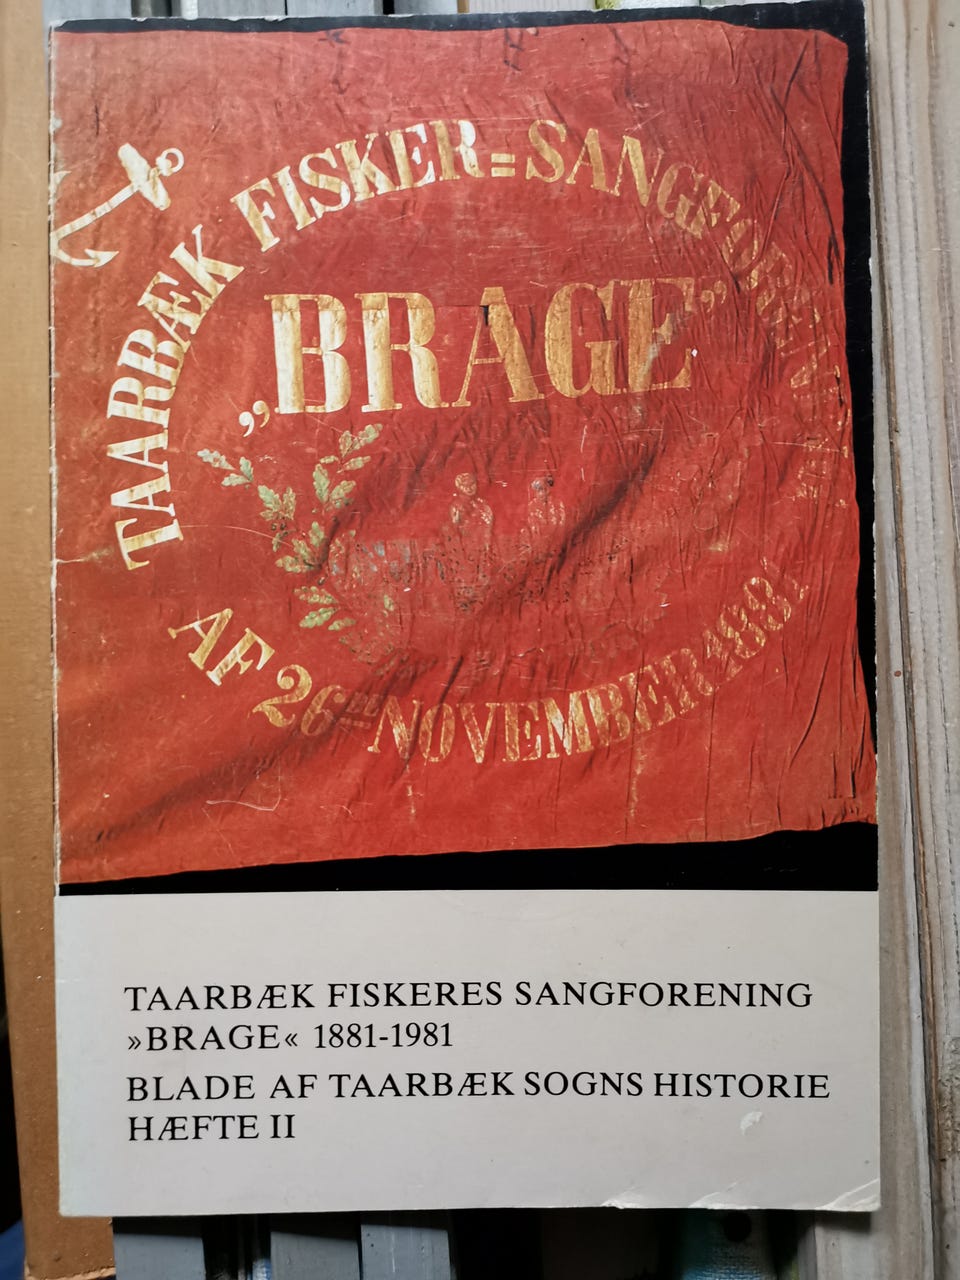 TAARBÆK FISKER=SANGFORENING
„BRAGE”
AF 26 NOVEMBER 1881
TAARBÆK FISKERES SANGFORENING
»BRAGE« 1881-1981
BLADE AF TAARBÆK SOGNS HISTORIE
HÆFTE II